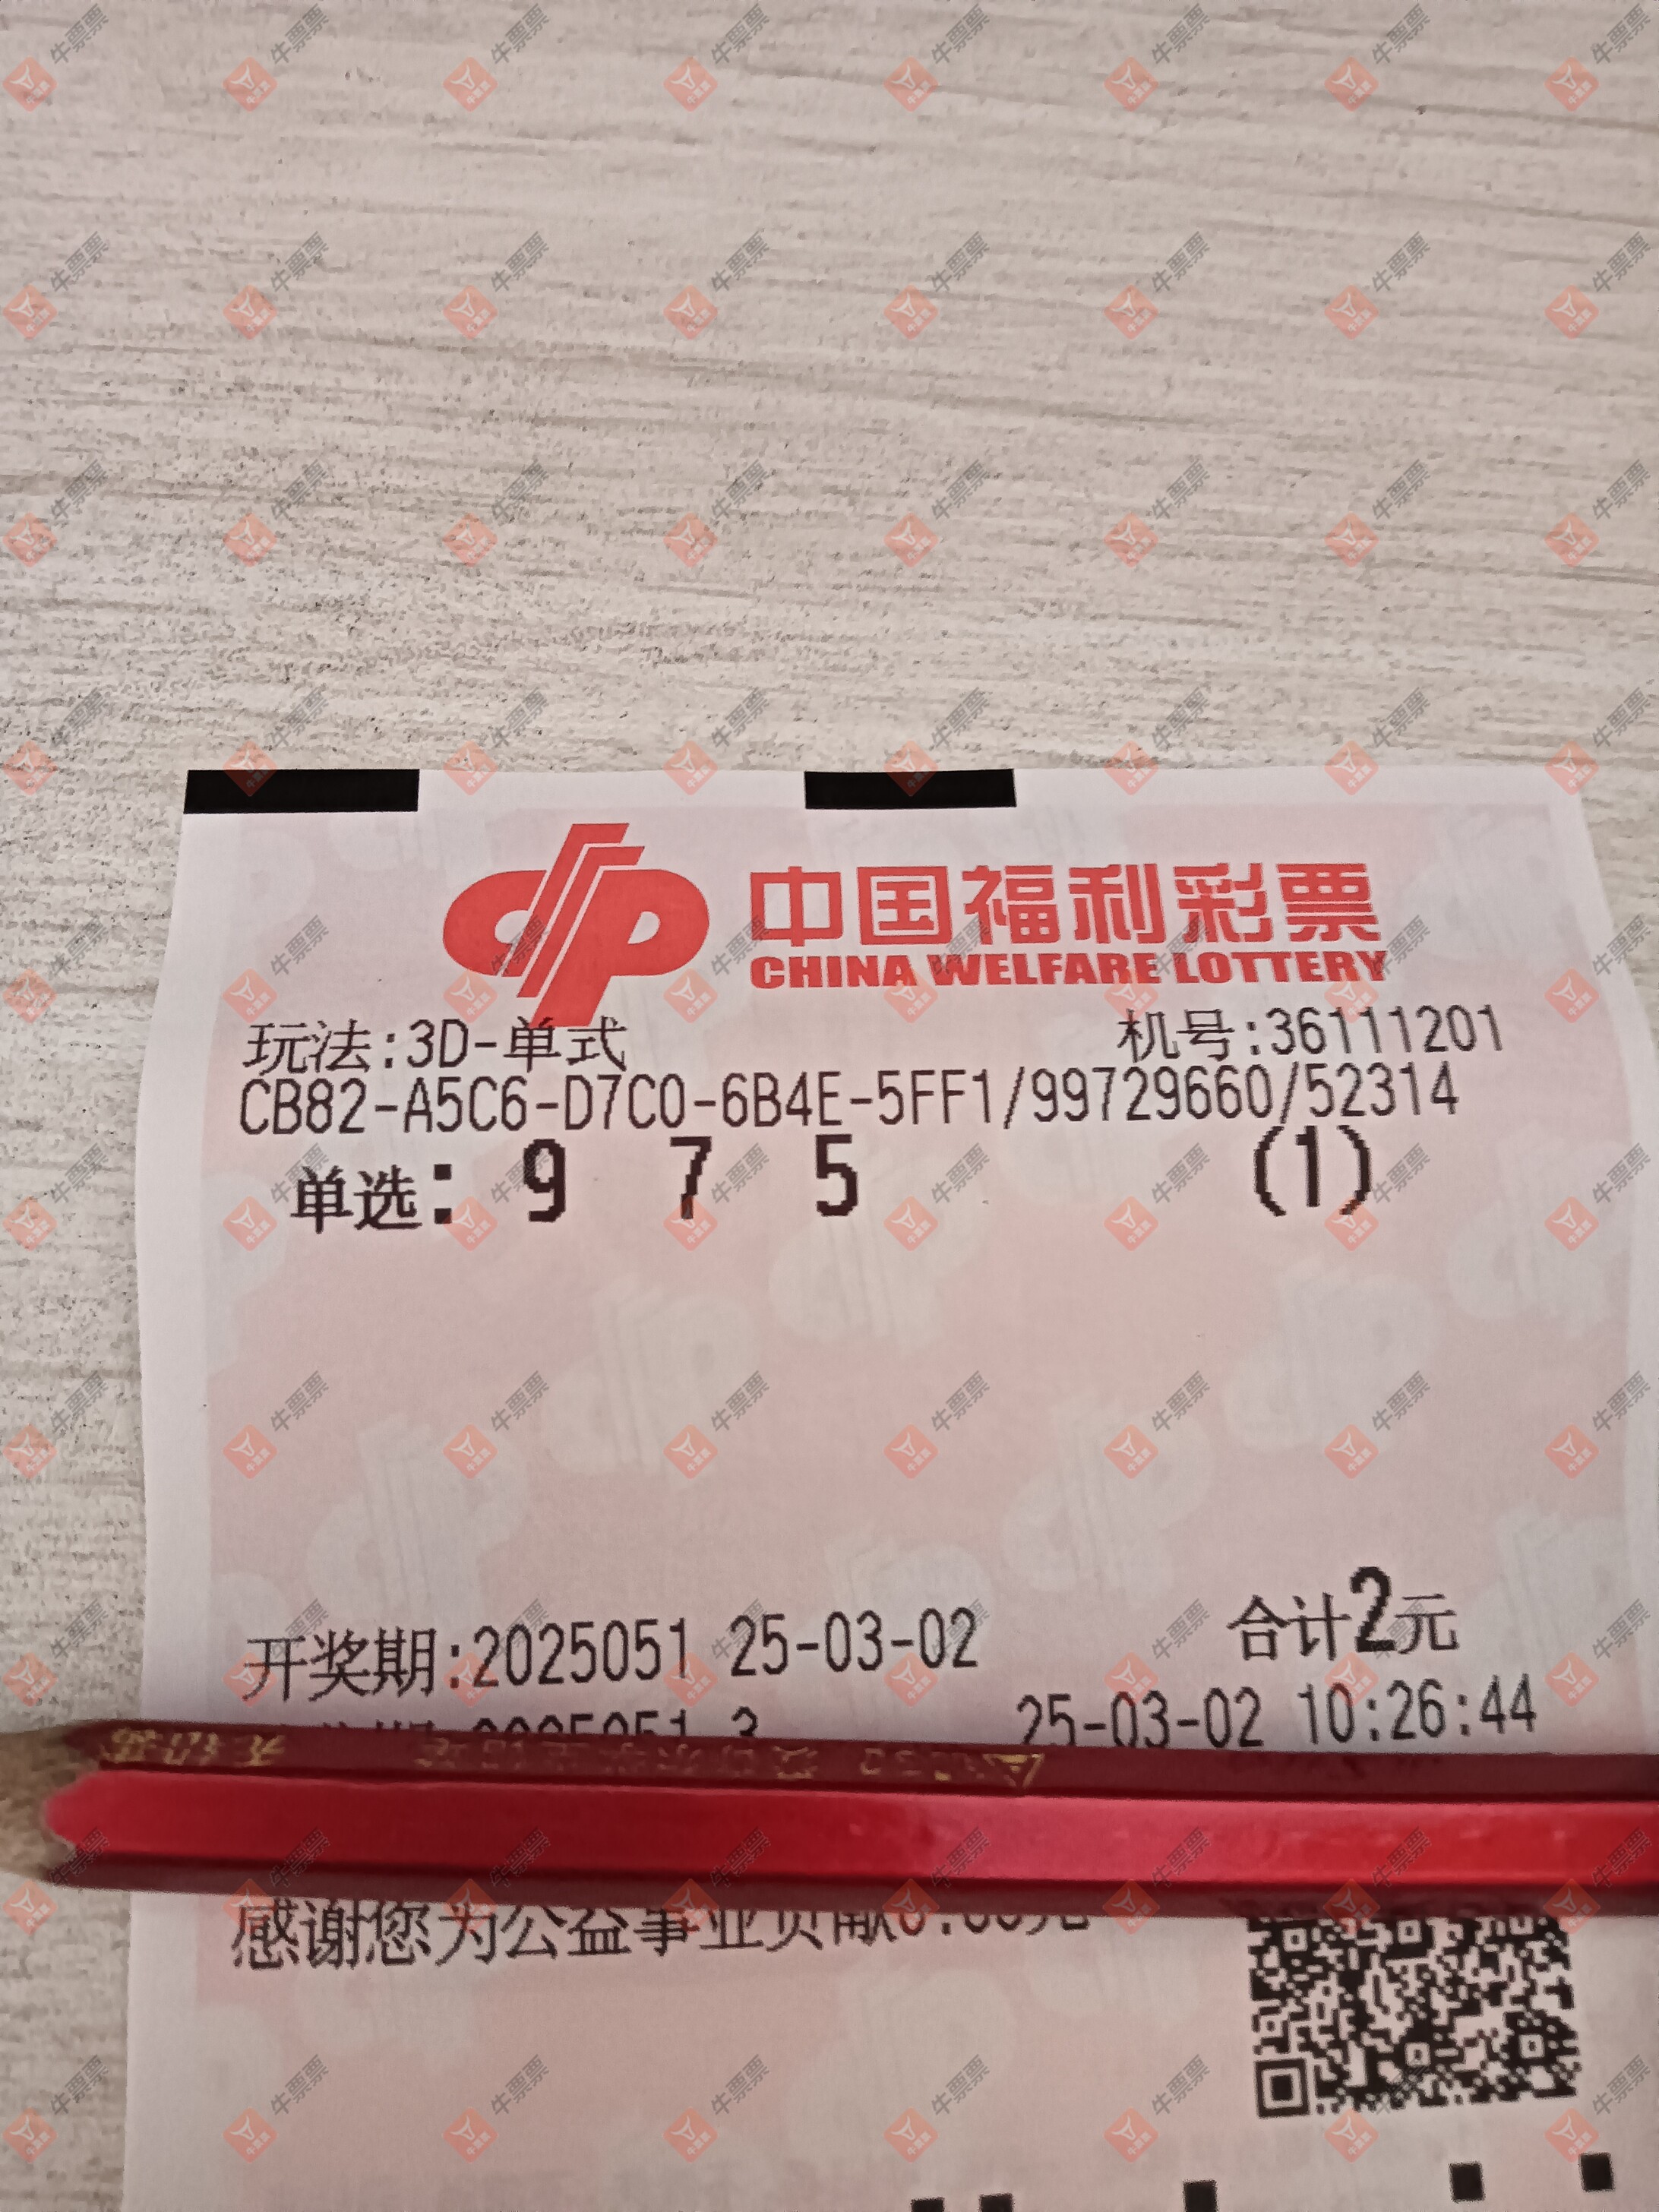 中国福利彩票
CHINA WELFARE LOTTERY
玩法:3D-单式 机号:36111201
CB82-A5C6-D7C0-6B4E-5FF1/99729660/52314
单选: 9 7 5 (1)
合计2元
开奖期:2025051 25-03-02
25-03-02 10:26:44
感谢您为公益事业贡献
牛票票